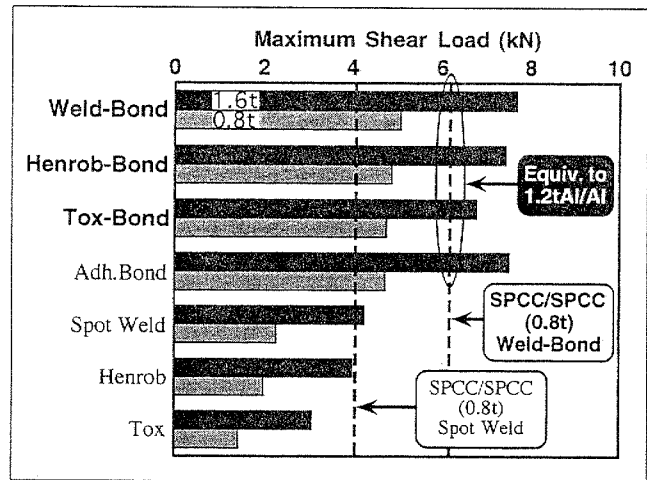 Maximum Shear Load (kN)
0 2 4 6 8 10
Weld-Bond
1.6t
0.8t
Henrob-Bond
Equiv. to
1.2tAl/Al
Tox-Bond
Adh.Bond
SPCC/SPCC
(0.8t)
Weld-Bond
Spot Weld
Henrob
SPCC/SPCC
(0.8t)
Spot Weld
Tox